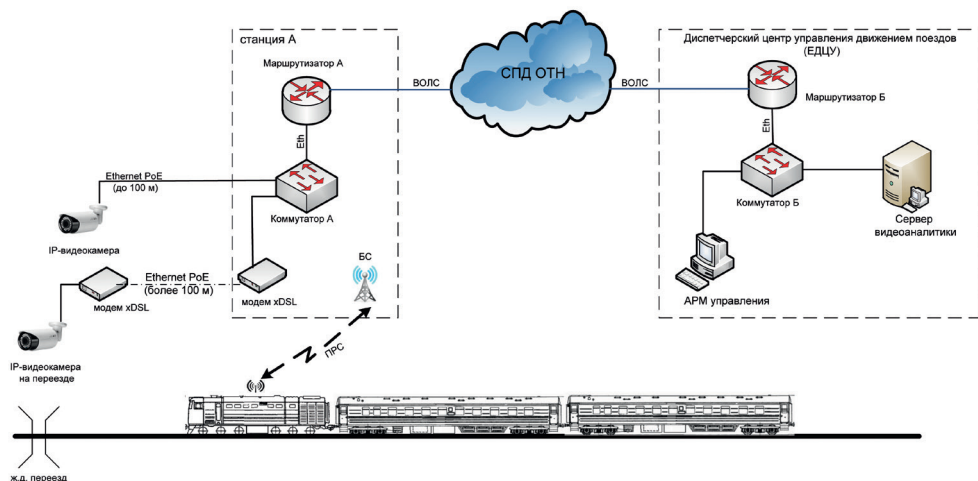 станция А
Маршрутизатор А
ВОЛС
СПД ОТН
ВОЛС
Диспетчерский центр управления движением поездов
(ЕДЦУ)
Маршрутизатор Б
Eth
Eth
Ethernet PoE
(до 100 м)
Коммутатор А
Коммутатор Б
Сервер
видеоаналитики
IP-видеокамера
Ethernet PoE
(более 100 м)
модем xDSL
модем xDSL
БС
АРМ управления
ПРС
IP-видеокамера
на переезде
ж.д. переезд